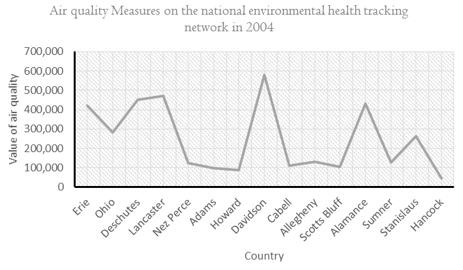 Air quality Measures on the national environmental health tracking
network in 2004
700,000
600,000
500,000
400,000
300,000
200,000
100,000
0
Value of air quality
Erie
Ohio
Deschutes
Lancaster
Nez Perce
Adams
Howard
Davidson
Cabell
Allegheny
Scotts Bluff
Alamance
Sumner
Stanislaus
Hancock
Country